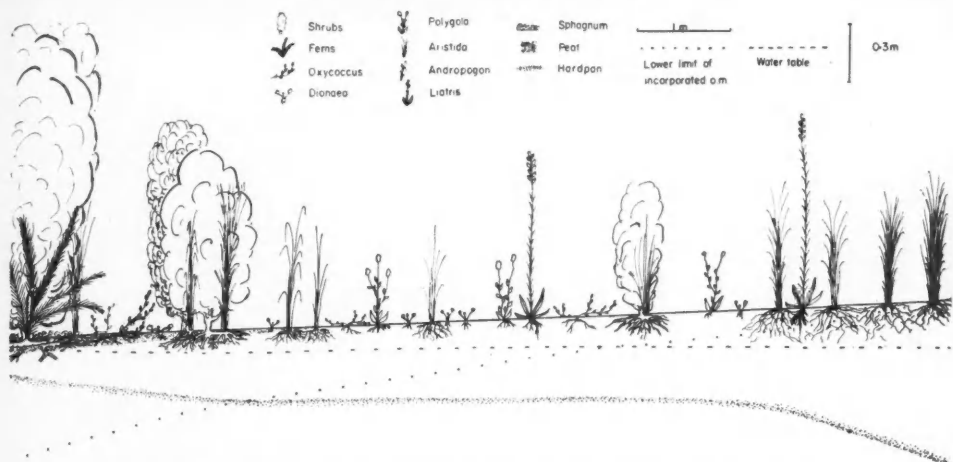 Shrubs
Ferns
Oxycoccus
Dionaea
Polygala
Aristida
Andropogon
Liatris
Sphagnum
Peat
Hardpan
1m
Lower limit of
incorporated o.m.
Water table
0·3m